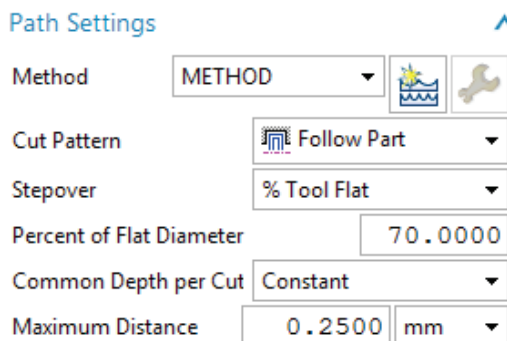 Path Settings
Method METHOD
Cut Pattern Follow Part
Stepover % Tool Flat
Percent of Flat Diameter 70.0000
Common Depth per Cut Constant
Maximum Distance 0.2500 mm